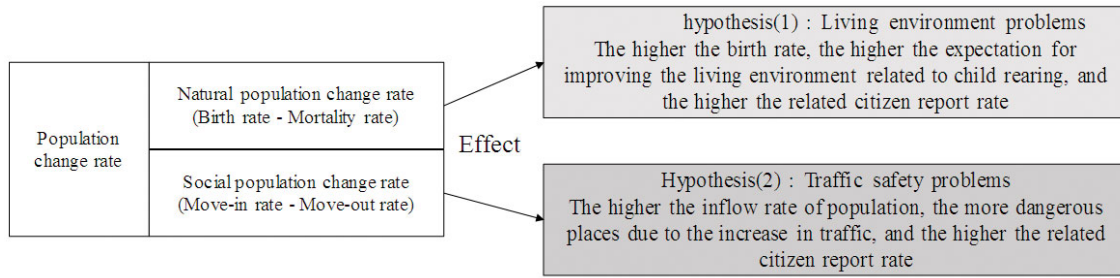 Population
change rate
Natural population change rate
(Birth rate - Mortality rate)
Social population change rate
(Move-in rate - Move-out rate)
Effect
hypothesis(1) : Living environment problems
The higher the birth rate, the higher the expectation for
improving the living environment related to child rearing, and
the higher the related citizen report rate
Hypothesis(2) : Traffic safety problems
The higher the inflow rate of population, the more dangerous
places due to the increase in traffic, and the higher the related
citizen report rate